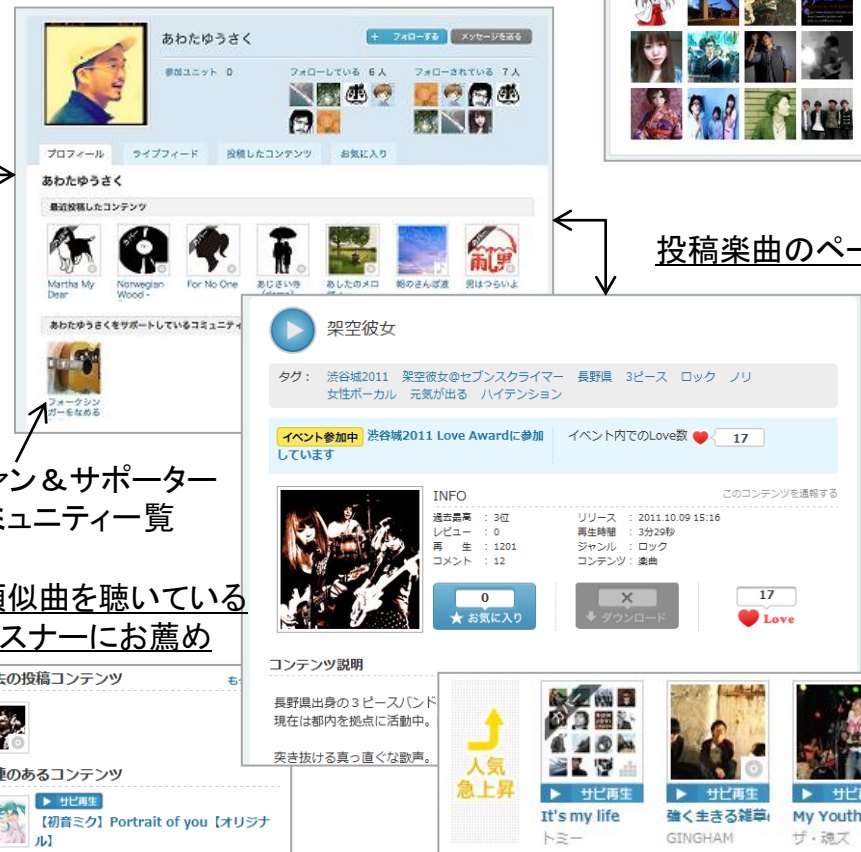 あわたゆうさく
+ フォローする
メッセージを送る
参加ユニット 0
フォローしている 6人
フォローされている 7人
プロフィール
ライブフィード
投稿したコンテンツ
お気に入り
あわたゆうさく
最近投稿したコンテンツ
Martha My Dear
Norwegian Wood -
For No One
あじさい寺
あしたのメロ
朝のさんぽ道
男はつらいよ
あわたゆうさくをサポートしているコミュニティ
フォークシン
ガーをなめる
投稿楽曲のペー
架空彼女
タグ： 渋谷城2011 架空彼女@セブンスクライマー 長野県 3ピース ロック ノリ
女性ボーカル 元気が出る ハイテンション
イベント参加中 渋谷城2011 Love Awardに参加
しています
イベント内でのLove数 17
INFO
このコンテンツを通報する
過去最高 : 3位
レビュー : 0
再 生 : 1201
コメント : 12
リリース : 2011.10.09 15:16
再生時間 : 3分29秒
ジャンル : ロック
コンテンツ : 楽曲
0
★ お気に入り
×
ダウンロード
17
Love
コンテンツ説明
長野県出身の３ピースバンド
現在は都内を拠点に活動中。
突き抜ける真っ直ぐな歌声。
ァン＆サポーター
ミュニティ一覧
類似曲を聴いている
スナーにお薦め
去の投稿コンテンツ
も
連のあるコンテンツ
サビ再生
【初音ミク】Portrait of you【オリジナ
ル】
人気
急上昇
サビ再生
It's my life
トミー
サビ再生
強く生きる雑草
GINGHAM
サビ
My Youth
ザ・魂ズ